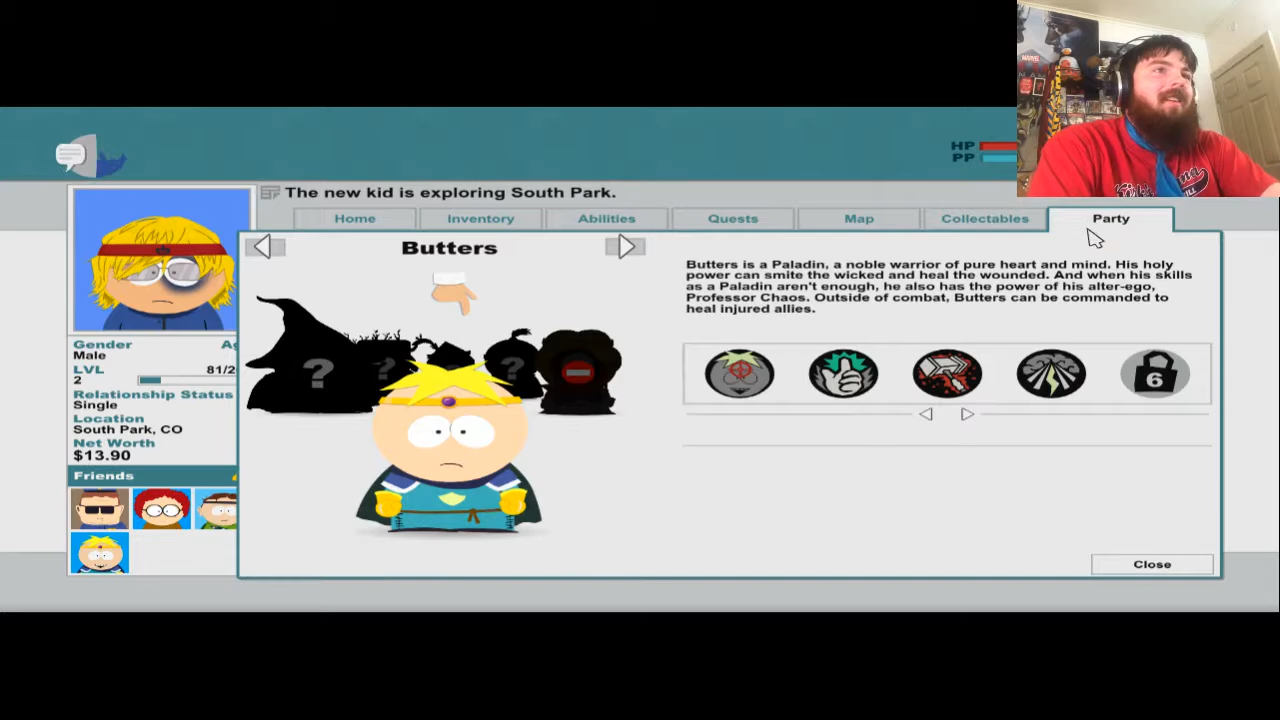 HP
PP
The new kid is exploring South Park.
Home
Inventory
Abilities
Quests
Map
Collectables
Party
Butters
Butters is a Paladin, a noble warrior of pure heart and mind. His holy
power can smite the wicked and heal the wounded. And when his skills
as a Paladin aren't enough, he also has the power of his alter-ego,
Professor Chaos. Outside of combat, Butters can be commanded to
heal injured allies.
? ? ?
6
Gender
Male
LVL
2
81/2
Relationship Status
Single
Location
South Park, CO
Net Worth
$13.90
Friends
Close
MARVEL